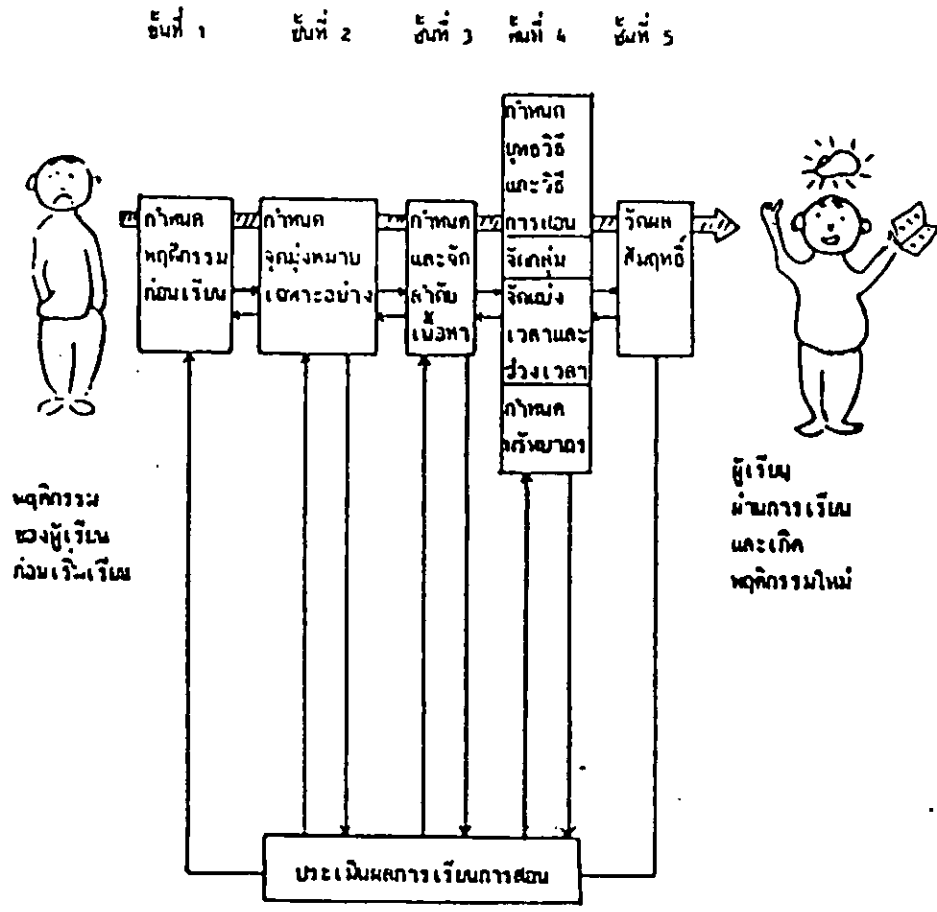 ขั้นที่ 1
ขั้นที่ 2
ขั้นที่ 3
ขั้นที่ 4
ขั้นที่ 5
กำหนด
พฤติกรรม
ก่อนเรียน
กำหนด
จุดมุ่งหมาย
เฉพาะอย่าง
กำหนด
และจัด
ลำดับ
เนื้อหา
กำหนด
ยุทธวิธี
และวิธี
การสอน
จัดกลุ่ม
จัดแบ่ง
เวลาและ
ช่วงเวลา
กำหนด
ทรัพยากร
วัดผล
สัมฤทธิ์
พฤติกรรม
ของผู้เรียน
ก่อนเริ่มเรียน
ผู้เรียน
ผ่านการเรียน
และเกิด
พฤติกรรมใหม่
ประเมินผลการเรียนการสอน